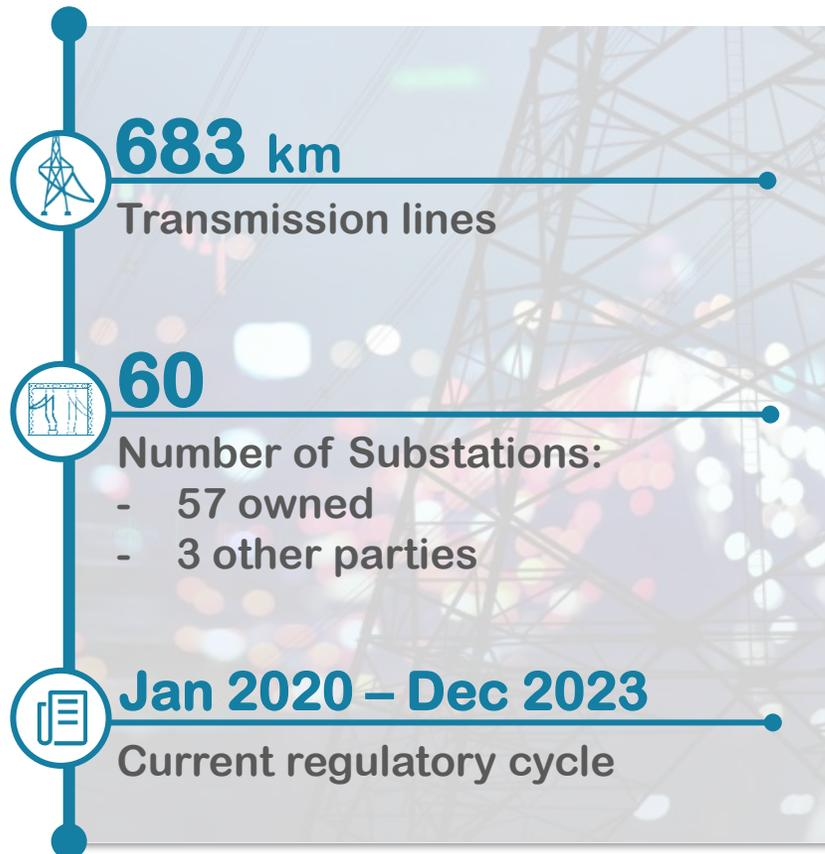 683 km
Transmission lines
60
Number of Substations:
- 57 owned
- 3 other parties
Jan 2020 – Dec 2023
Current regulatory cycle